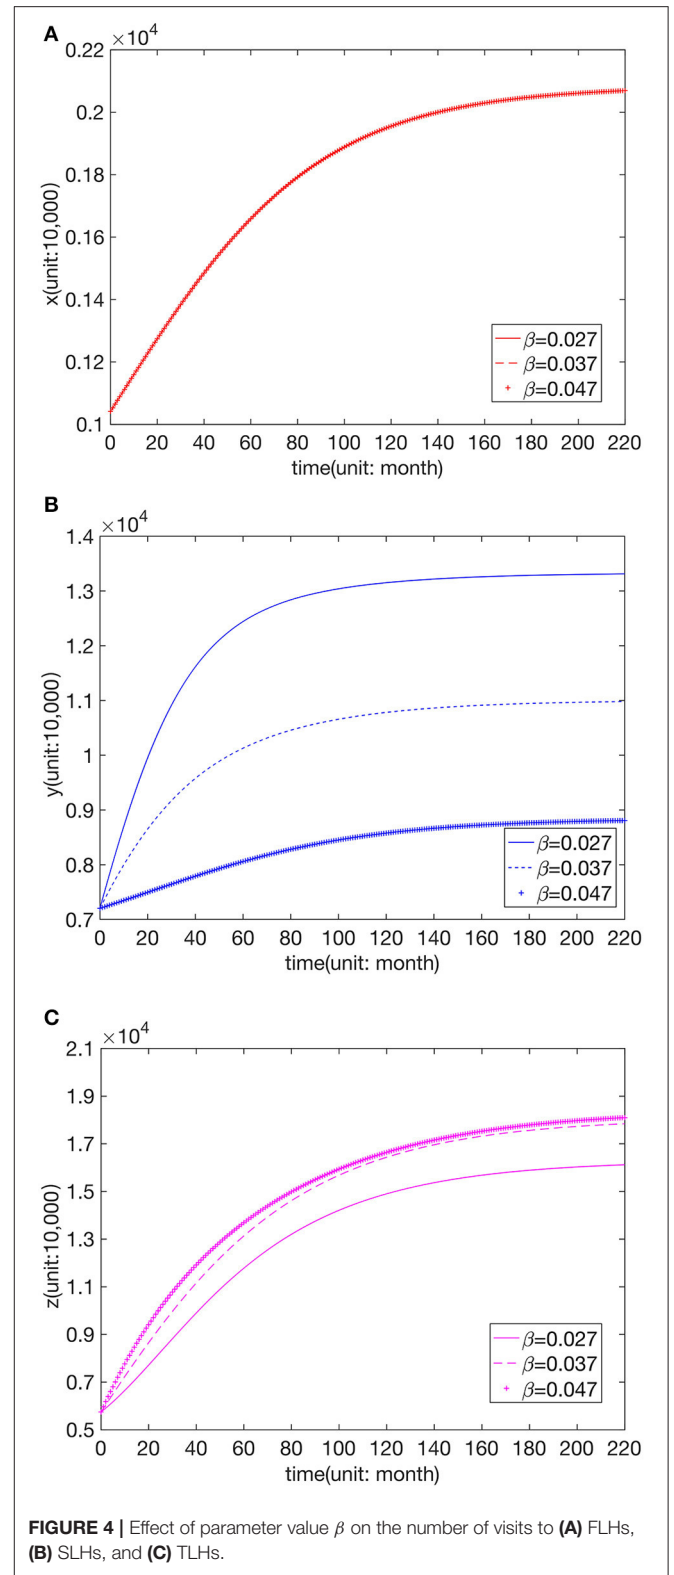 A
×10⁴
0.22
0.2
0.18
0.16
0.14
0.12
0.1
x(unit:10,000)
β=0.027
β=0.037
β=0.047
0 20 40 60 80 100 120 140 160 180 200 220
time(unit: month)
B
×10⁴
1.4
1.3
1.2
1.1
1
0.9
0.8
0.7
y(unit:10,000)
β=0.027
β=0.037
β=0.047
0 20 40 60 80 100 120 140 160 180 200 220
time(unit: month)
C
×10⁴
2.1
1.9
1.7
1.5
1.3
1.1
0.9
0.7
0.5
z(unit:10,000)
β=0.027
β=0.037
β=0.047
0 20 40 60 80 100 120 140 160 180 200 220
time(unit: month)
FIGURE 4 | Effect of parameter value β on the number of visits to (A) FLHs,
(B) SLHs, and (C) TLHs.